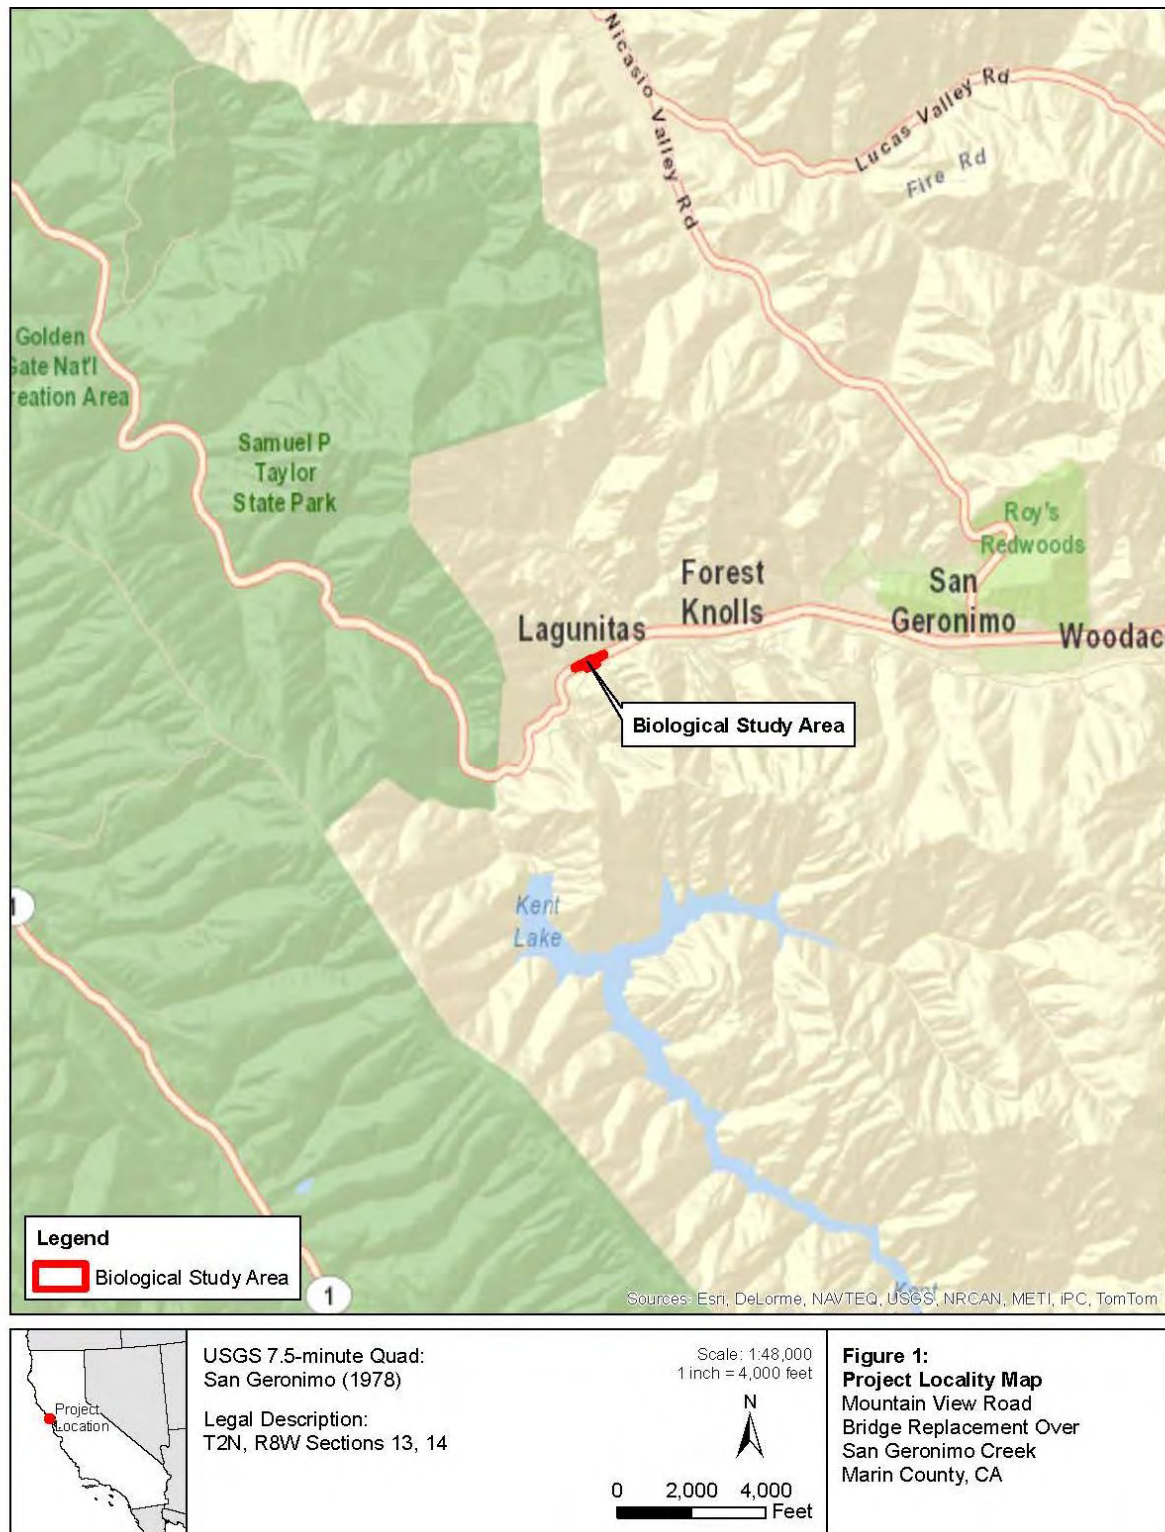 Nicasio Valley Rd
Lucas Valley Rd
Fire Rd
Golden
Gate Nat'l
reation Area
Samuel P
Taylor
State Park
Roy's
Redwoods
Forest
Knolls
San
Geronimo
Lagunitas
Woodac
Biological Study Area
Kent
Lake
1
Legend
Biological Study Area
1
Kent
Sources: Esri, DeLorme, NAVTEQ, USGS, NRCAN, METI, iPC, TomTom
Project
Location
USGS 7.5-minute Quad:
San Geronimo (1978)
Legal Description:
T2N, R8W Sections 13, 14
Scale: 1:48,000
1 inch = 4,000 feet
N
0 2,000 4,000
Feet
Figure 1:
Project Locality Map
Mountain View Road
Bridge Replacement Over
San Geronimo Creek
Marin County, CA